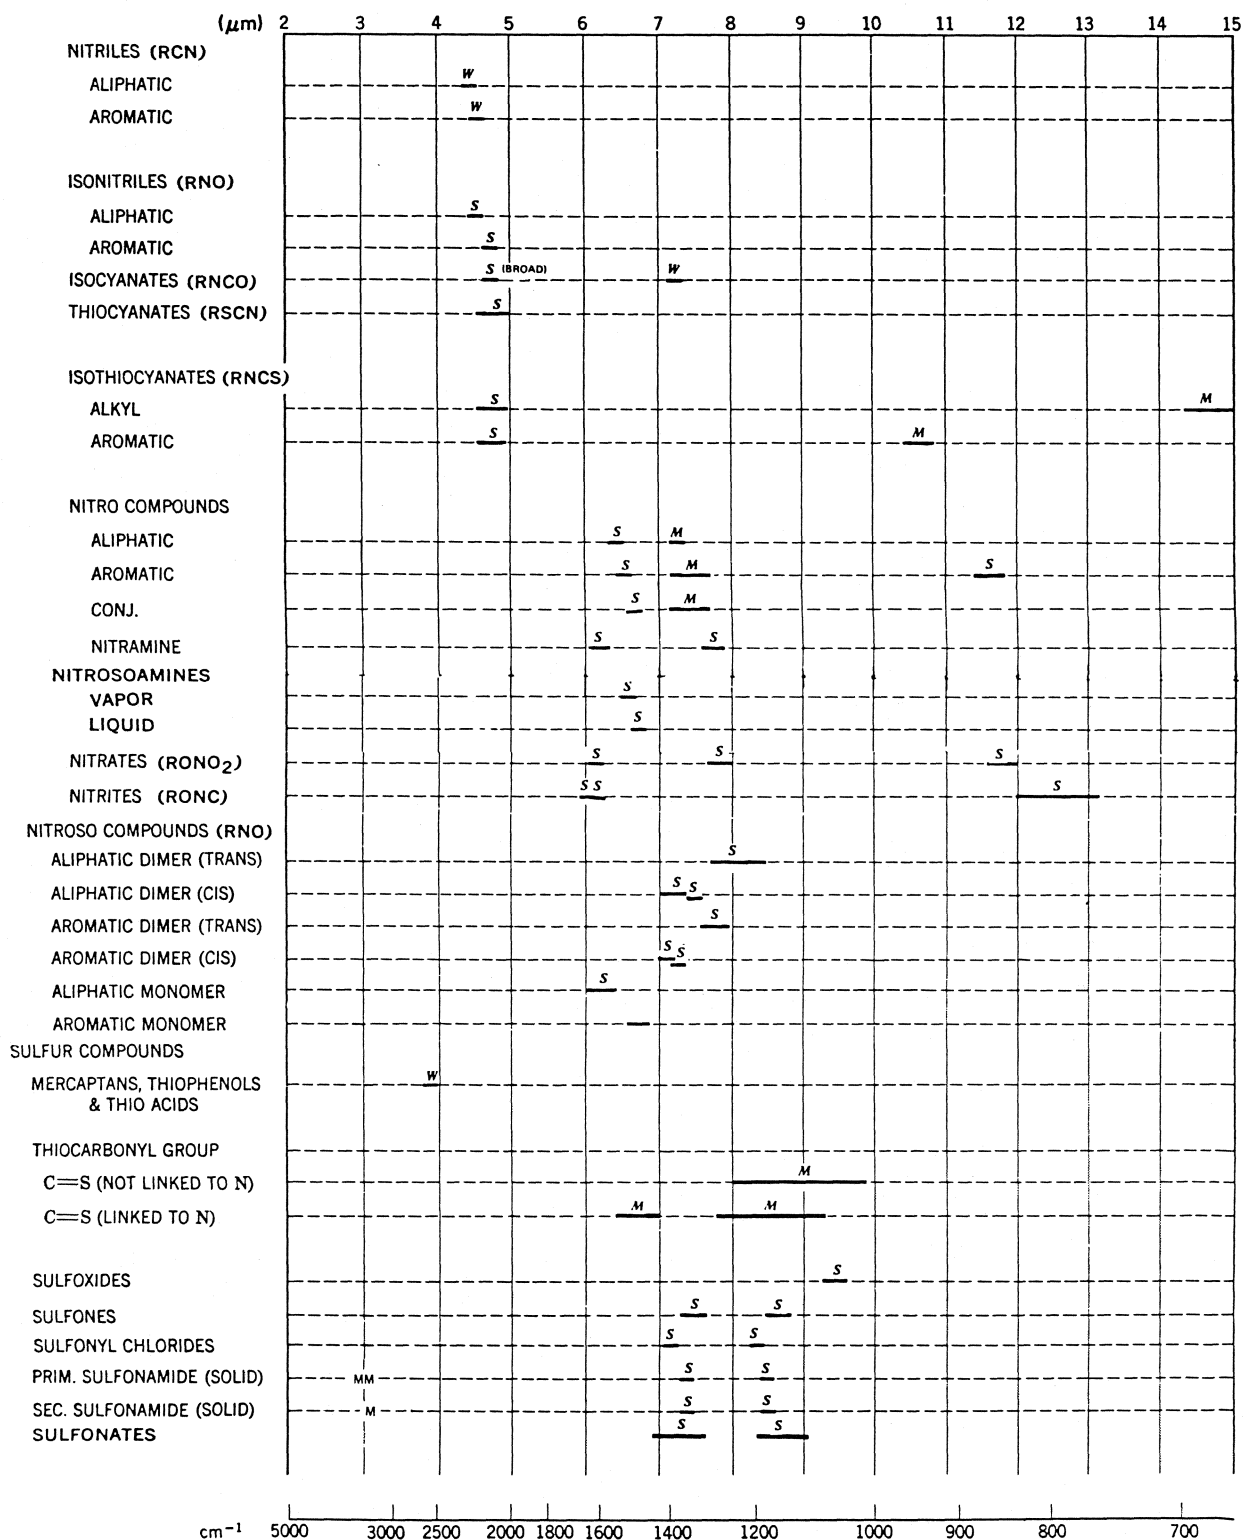 (μm) 2 3 4 5 6 7 8 9 10 11 12 13 14 15
NITRILES (RCN)
W
ALIPHATIC
W
AROMATIC
ISONITRILES (RNO)
S
ALIPHATIC
S
AROMATIC
S (BROAD) W
ISOCYANATES (RNCO)
S
THIOCYANATES (RSCN)
ISOTHIOCYANATES (RNCS)
S M
ALKYL
S M
AROMATIC
NITRO COMPOUNDS
S M
ALIPHATIC
S M S
AROMATIC
S M
CONJ.
S S
NITRAMINE
NITROSOAMINES
S
VAPOR
S
LIQUID
S S S
NITRATES (RONO2)
S S S
NITRITES (RONC)
NITROSO COMPOUNDS (RNO)
S
ALIPHATIC DIMER (TRANS)
S S
ALIPHATIC DIMER (CIS)
S
AROMATIC DIMER (TRANS)
S S
AROMATIC DIMER (CIS)
S
ALIPHATIC MONOMER
AROMATIC MONOMER
SULFUR COMPOUNDS
W
MERCAPTANS, THIOPHENOLS
& THIO ACIDS
THIOCARBONYL GROUP
M
C=S (NOT LINKED TO N)
M M
C=S (LINKED TO N)
S
SULFOXIDES
S S
SULFONES
S S
SULFONYL CHLORIDES
S S
PRIM. SULFONAMIDE (SOLID) MM
S S
SEC. SULFONAMIDE (SOLID) M
S S
SULFONATES
cm⁻¹ 5000 3000 2500 2000 1800 1600 1400 1200 1000 900 800 700